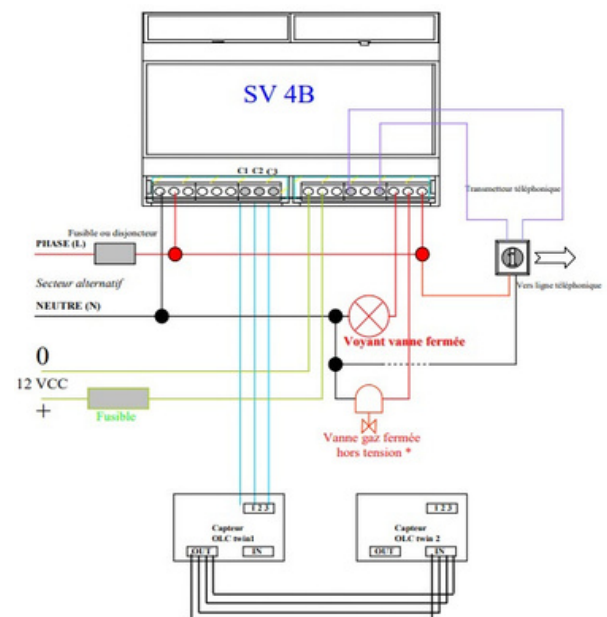 SV 4B
C1 C2 C3
Transmetteur téléphonique
Fusible ou disjoncteur
PHASE (L)
Vers ligne téléphonique
Secteur alternatif
NEUTRE (N)
Voyant vanne fermée
0
12 VCC
+
Fusible
Vanne gaz fermée
hors tension *
1 2 3
Capteur
OLC twin1
OUT
IN
1 2 3
Capteur
OLC twin 2
OUT
IN